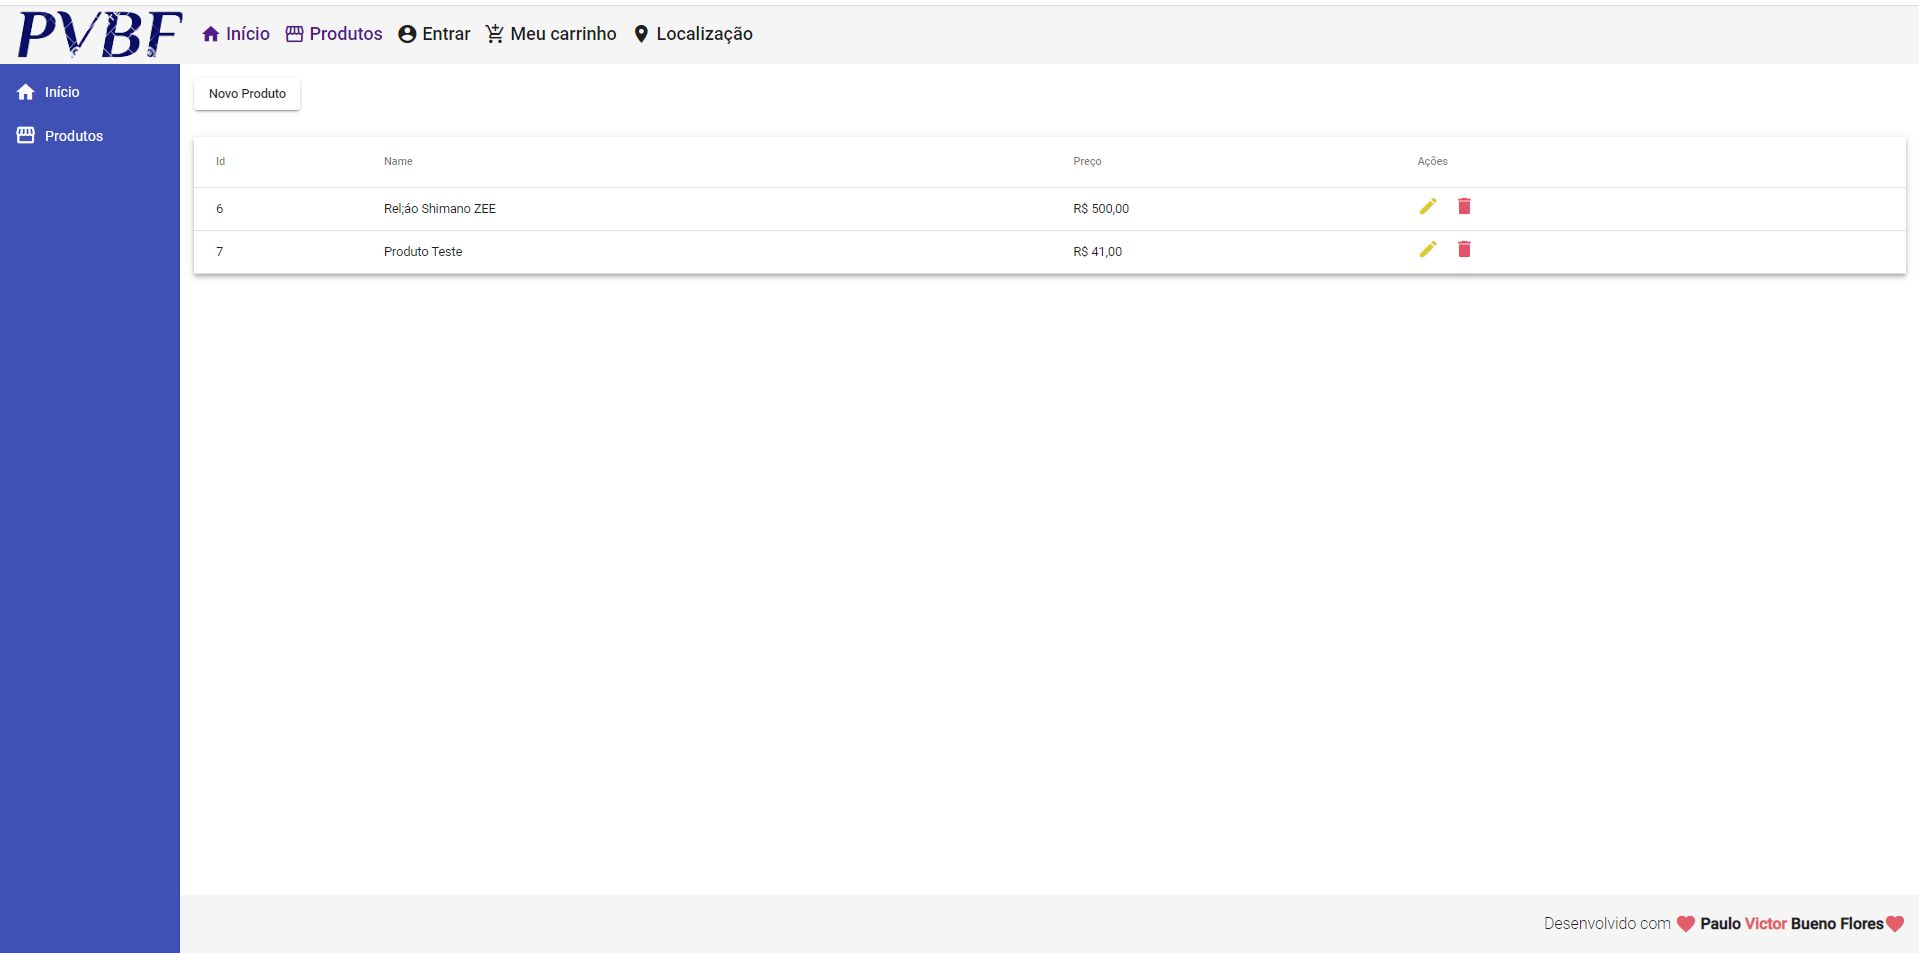 PVBF
Início Produtos Entrar Meu carrinho Localização
Início
Produtos
Novo Produto
Id Name Preço Ações
6 Rel;áo Shimano ZEE R$ 500,00
7 Produto Teste R$ 41,00
Desenvolvido com Paulo Victor Bueno Flores